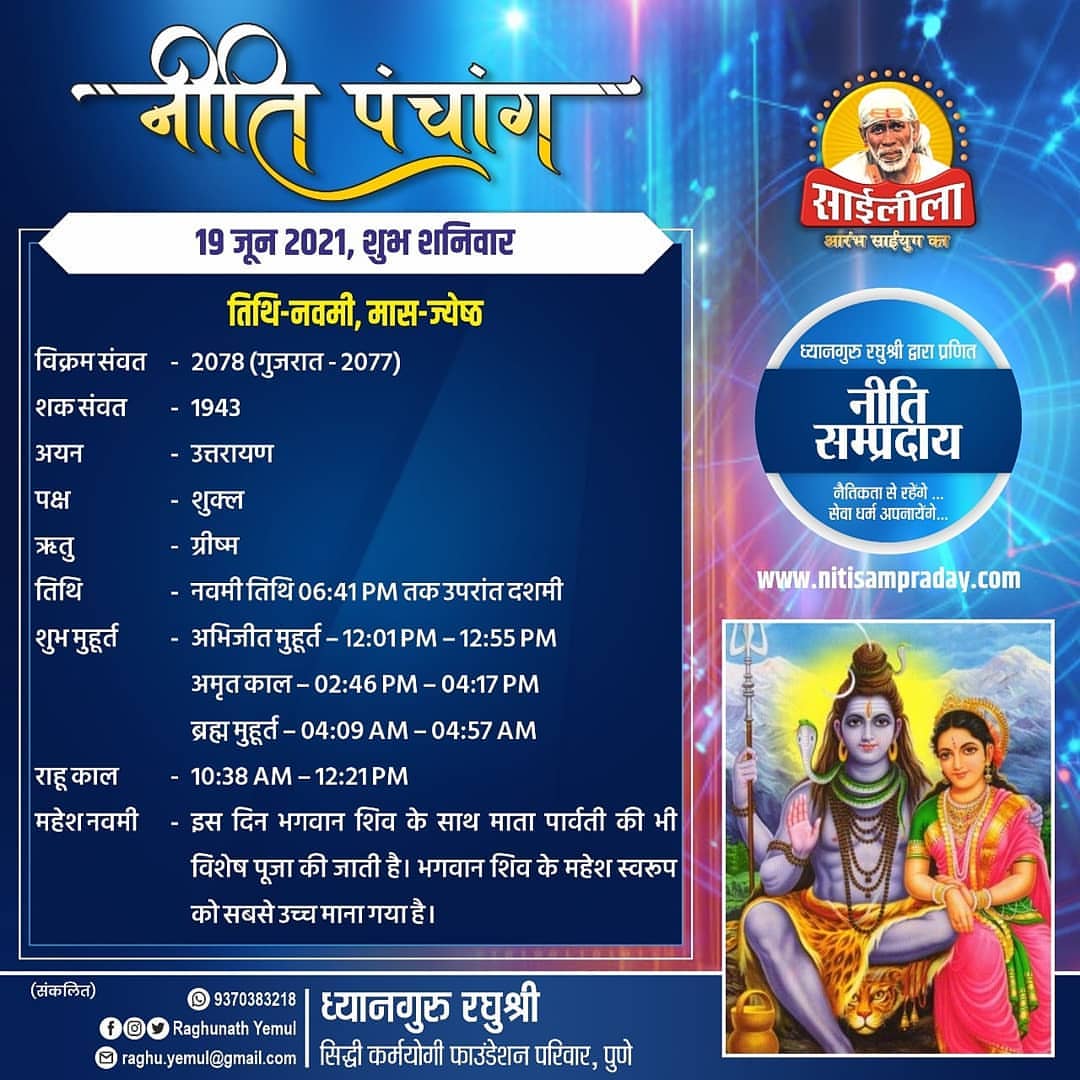 नीति पंचांग
साईलीला
आरंभ साईयुग का
19 जून 2021, शुभ शनिवार
तिथि-नवमी, मास-ज्येष्ठ
विक्रम संवत - 2078 (गुजरात - 2077)
शक संवत - 1943
अयन - उत्तरायण
पक्ष - शुक्ल
ऋतु - ग्रीष्म
तिथि - नवमी तिथि 06:41 PM तक उपरांत दशमी
शुभ मुहूर्त - अभिजीत मुहूर्त – 12:01 PM – 12:55 PM
अमृत काल – 02:46 PM – 04:17 PM
ब्रह्म मुहूर्त – 04:09 AM – 04:57 AM
राहू काल - 10:38 AM – 12:21 PM
महेश नवमी - इस दिन भगवान शिव के साथ माता पार्वती की भी
विशेष पूजा की जाती है। भगवान शिव के महेश स्वरूप
को सबसे उच्च माना गया है।
ध्यानगुरु रघुश्री द्वारा प्रणित
नीति
सम्प्रदाय
नैतिकता से रहेंगे ...
सेवा धर्म अपनायेंगे...
www.nitisampraday.com
(संकलित)
9370383218
Raghunath Yemul
raghu.yemul@gmail.com
ध्यानगुरु रघुश्री
सिद्धी कर्मयोगी फाउंडेशन परिवार, पुणे